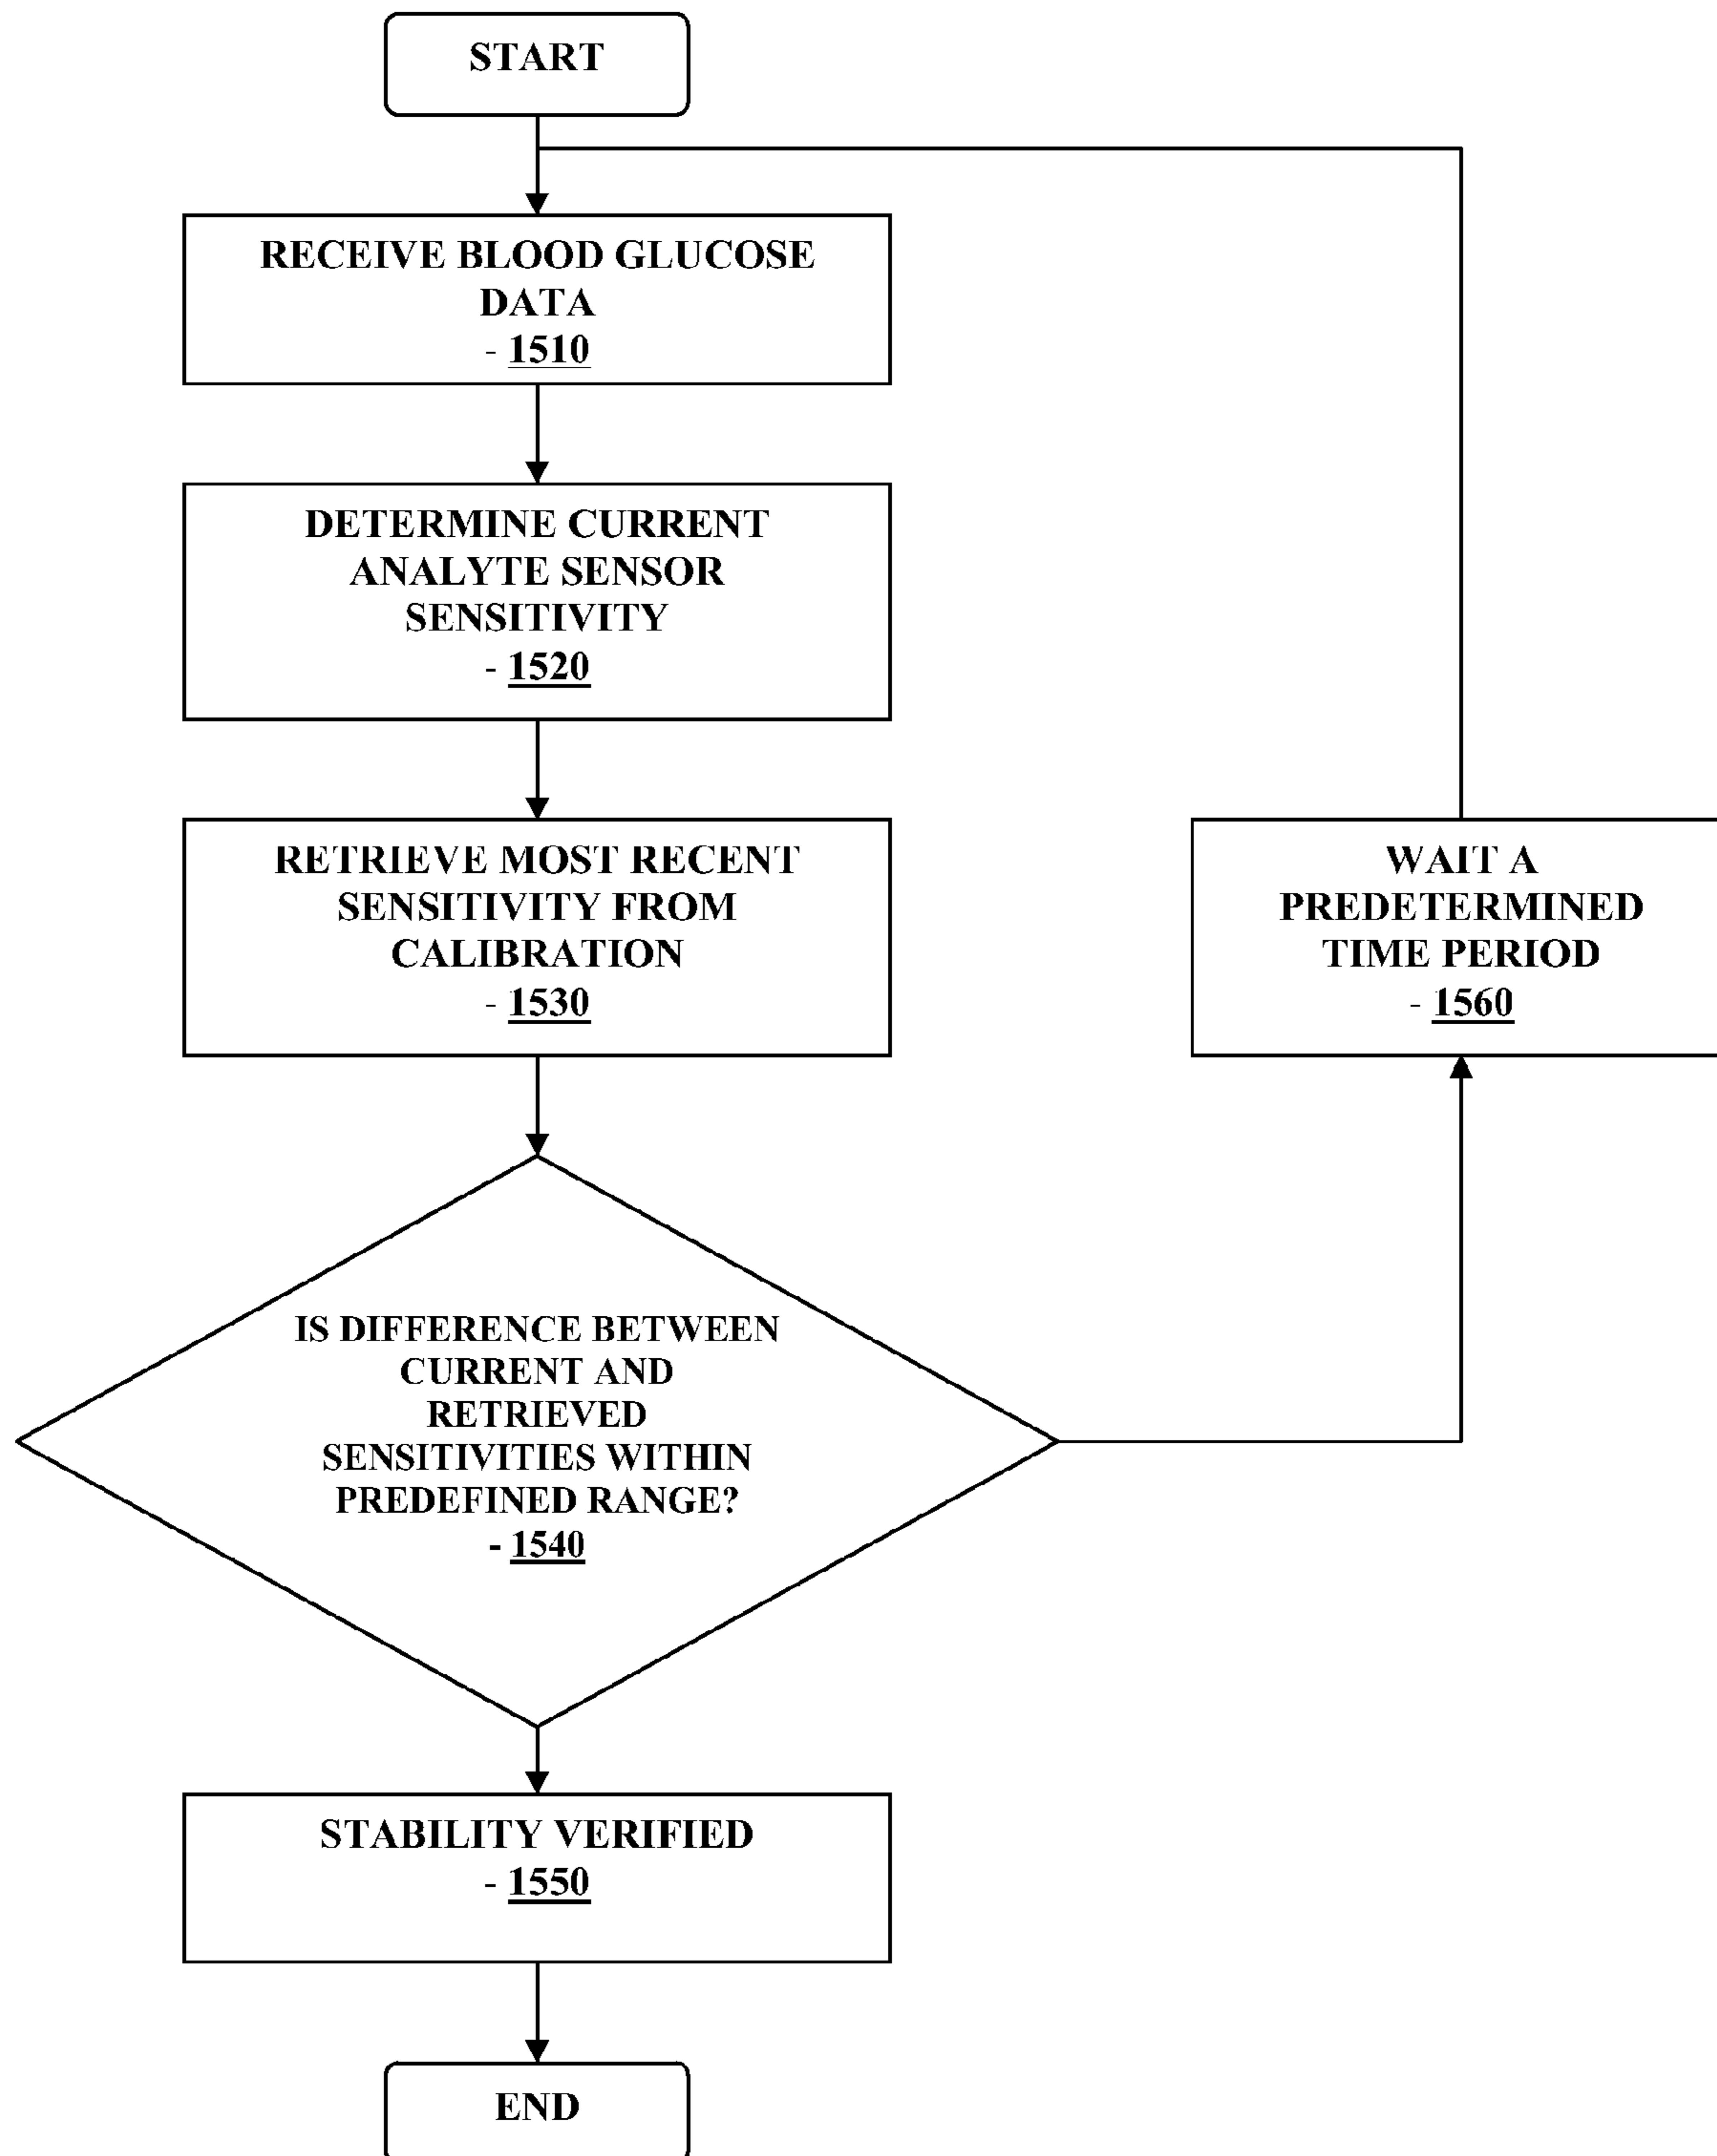 START
RECEIVE BLOOD GLUCOSE
DATA
- 1510
DETERMINE CURRENT
ANALYTE SENSOR
SENSITIVITY
- 1520
RETRIEVE MOST RECENT
SENSITIVITY FROM
CALIBRATION
- 1530
WAIT A
PREDETERMINED
TIME PERIOD
- 1560
IS DIFFERENCE BETWEEN
CURRENT AND
RETRIEVED
SENSITIVITIES WITHIN
PREDEFINED RANGE?
- 1540
STABILITY VERIFIED
- 1550
END